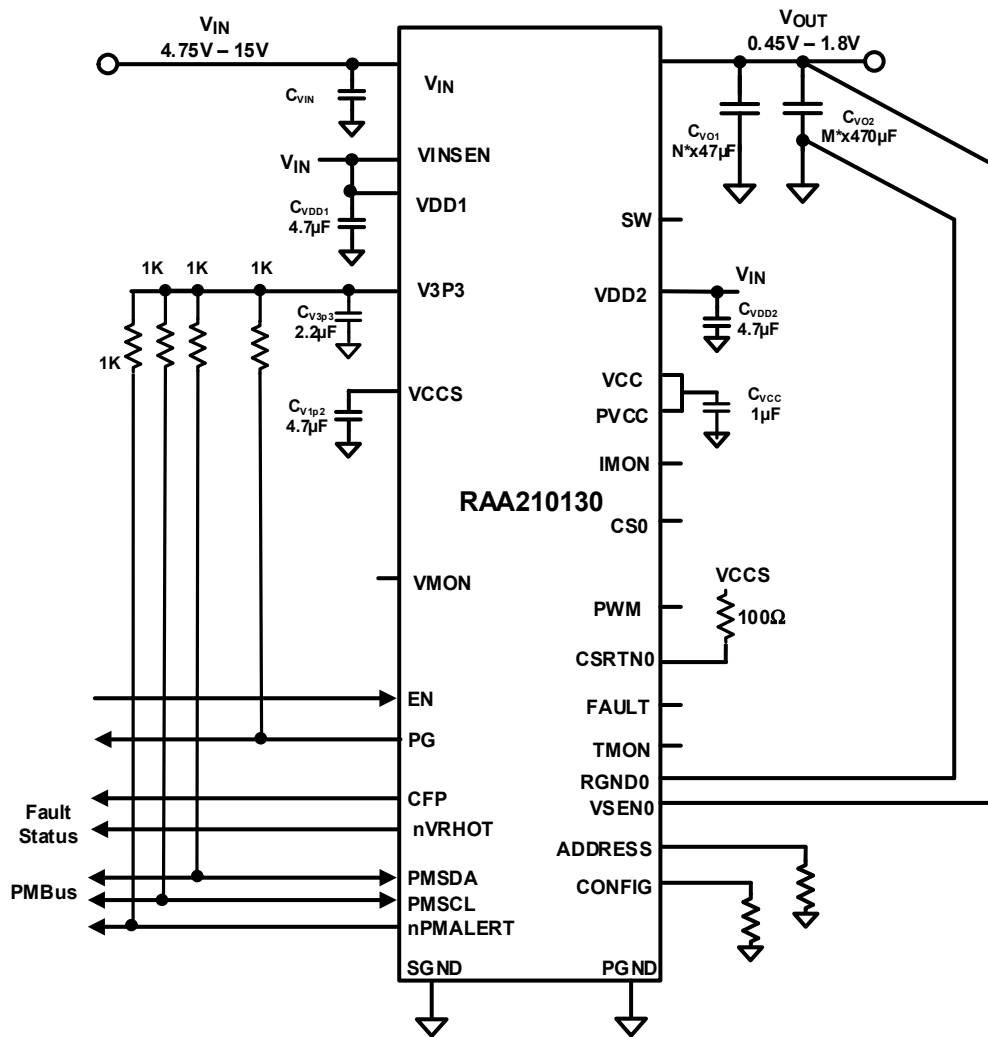 VIN
4.75V – 15V
VOUT
0.45V – 1.8V
CVIN
VIN
CVO1
N*x47µF
CVO2
M*x470µF
VIN
VINSEN
VDD1
CVDD1
4.7µF
SW
1K
1K
1K
1K
V3P3
CV3p3
2.2µF
VDD2
VIN
CVDD2
4.7µF
VCCS
CV1p2
4.7µF
VCC
PVCC
CVCC
1µF
IMON
RAA210130
CS0
VMON
VCCS
100Ω
PWM
CSRTN0
EN
FAULT
PG
TMON
RGND0
CFP
VSEN0
Fault
Status
nVRHOT
ADDRESS
PMBus
PMSDA
CONFIG
PMSCL
nPMALERT
SGND
PGND